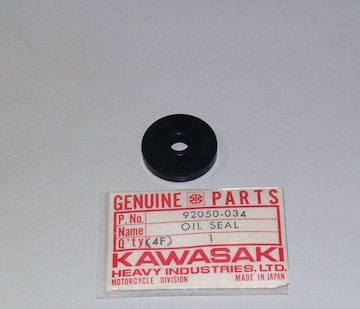 GENUINE PARTS
P. No. 92050-034
Name OIL SEAL
Q'ty (4F) 1
KAWASAKI
HEAVY INDUSTRIES, LTD.
MOTORCYCLE DIVISION MADE IN JAPAN